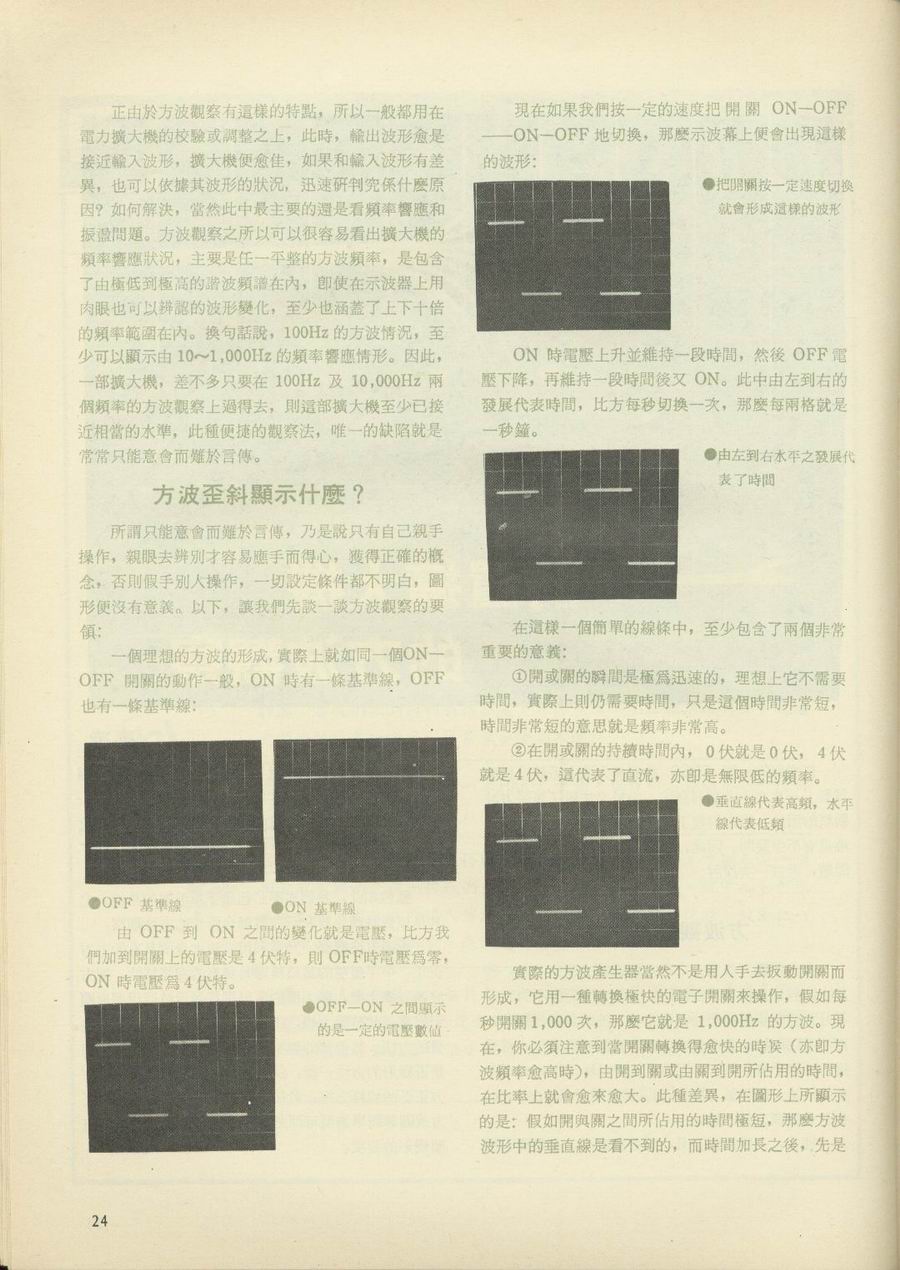 正由於方波觀察有這樣的特點，所以一般都用在
電力擴大機的校驗或調整之上，此時，輸出波形愈是
接近輸入波形，擴大機便愈佳，如果和輸入波形有差
異，也可以依據其波形的狀況，迅速研判究係什麼原
因？如何解決，當然此中最主要的還是看頻率響應和
振盪問題。方波觀察之所以可以很容易看出擴大機的
頻率響應狀況，主要是任一平整的方波頻率，是包含
了由極低到極高的諧波頻譜在內，卽使在示波器上用
肉眼也可以辨認的波形變化，至少也涵蓋了上下十倍
的頻率範圍在內。換句話說，100Hz 的方波情況，至
少可以顯示由 10～1,000Hz 的頻率響應情形。因此，
一部擴大機，差不多只要在 100Hz 及 10,000Hz 兩
個頻率的方波觀察上過得去，則這部擴大機至少已接
近相當的水準，此種便捷的觀察法，唯一的缺陷就是
常常只能意會而難於言傳。
方波歪斜顯示什麼？
所謂只能意會而難於言傳，乃是說只有自己親手
操作，親眼去辨別才容易應手而得心，獲得正確的概
念，否則假手別人操作，一切設定條件都不明白，圖
形便沒有意義。以下，讓我們先談一談方波觀察的要
領：
一個理想的方波的形成，實際上就如同一個ON—
OFF 開關的動作一般，ON 時有一條基準線，OFF
也有一條基準線：
●OFF 基準線
●ON 基準線
由 OFF 到 ON 之間的變化就是電壓，比方我
們加到開關上的電壓是 4 伏特，則 OFF時電壓爲零，
ON 時電壓爲 4 伏特。
●OFF—ON 之間顯示
的是一定的電壓數値
現在如果我們按一定的速度把開關 ON—OFF
——ON—OFF 地切換，那麼示波幕上便會出現這樣
的波形：
●把開關按一定速度切換
就會形成這樣的波形
ON 時電壓上升並維持一段時間，然後 OFF 電
壓下降，再維持一段時間後又 ON。此中由左到右的
發展代表時間，比方每秒切換一次，那麼每兩格就是
一秒鐘。
●由左到右水平之發展代
表了時間
在這樣一個簡單的線條中，至少包含了兩個非常
重要的意義：
①開或關的瞬間是極爲迅速的，理想上它不需要
時間，實際上則仍需要時間，只是這個時間非常短，
時間非常短的意思就是頻率非常高。
②在開或關的持續時間內，0 伏就是 0 伏，4 伏
就是 4 伏，這代表了直流，亦卽是無限低的頻率。
●垂直線代表高頻，水平
線代表低頻
實際的方波產生器當然不是用人手去扳動開關而
形成，它用一種轉換極快的電子開關來操作，假如每
秒開關 1,000 次，那麼它就是 1,000Hz 的方波。現
在，你必須注意到當開關轉換得愈快的時候（亦卽方
波頻率愈高時），由開到關或由關到開所佔用的時間，
在比率上就會愈來愈大。此種差異，在圖形上所顯示
的是：假如開與關之間所佔用的時間極短，那麼方波
波形中的垂直線是看不到的，而時間加長之後，先是
24